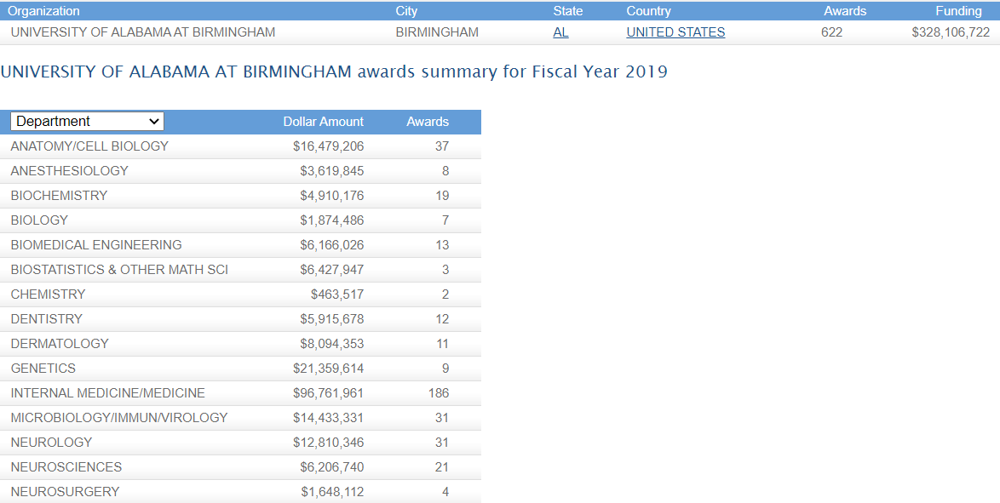 Organization City State Country Awards Funding
UNIVERSITY OF ALABAMA AT BIRMINGHAM BIRMINGHAM AL UNITED STATES 622 $328,106,722
UNIVERSITY OF ALABAMA AT BIRMINGHAM awards summary for Fiscal Year 2019
Department Dollar Amount Awards
ANATOMY/CELL BIOLOGY $16,479,206 37
ANESTHESIOLOGY $3,619,845 8
BIOCHEMISTRY $4,910,176 19
BIOLOGY $1,874,486 7
BIOMEDICAL ENGINEERING $6,166,026 13
BIOSTATISTICS & OTHER MATH SCI $6,427,947 3
CHEMISTRY $463,517 2
DENTISTRY $5,915,678 12
DERMATOLOGY $8,094,353 11
GENETICS $21,359,614 9
INTERNAL MEDICINE/MEDICINE $96,761,961 186
MICROBIOLOGY/IMMUN/VIROLOGY $14,433,331 31
NEUROLOGY $12,810,346 31
NEUROSCIENCES $6,206,740 21
NEUROSURGERY $1,648,112 4